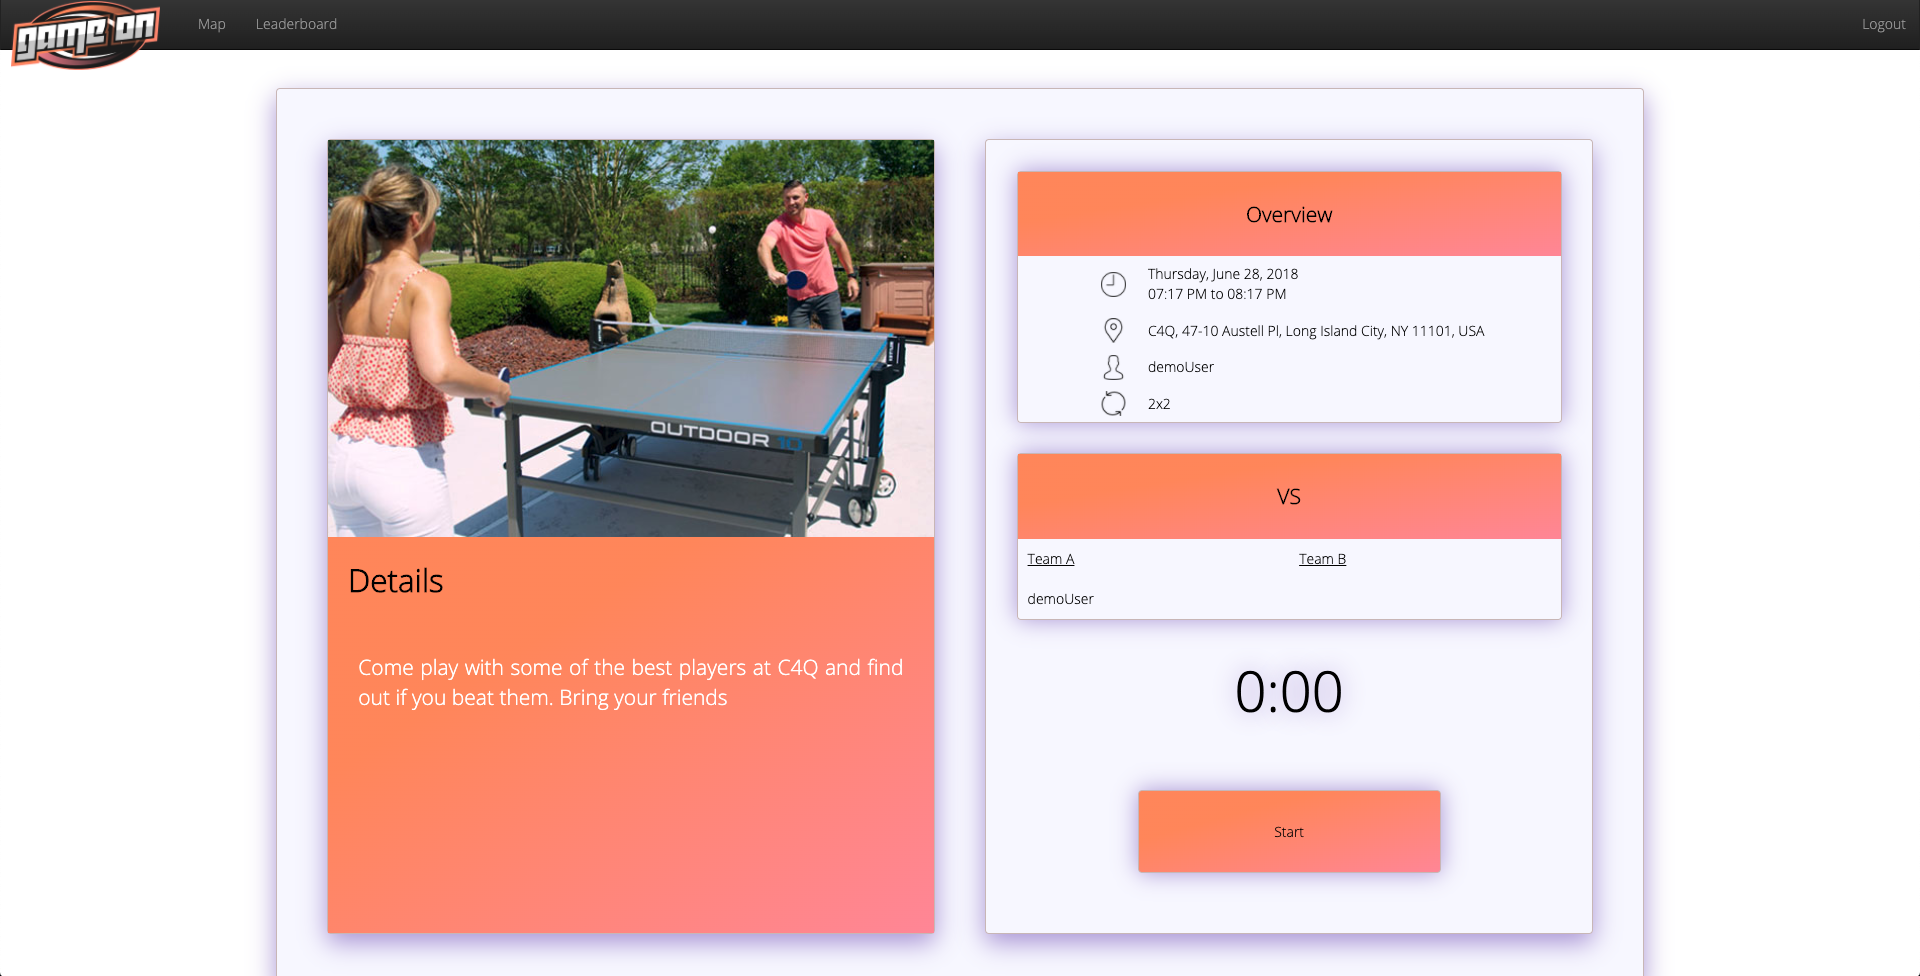 game on
Map
Leaderboard
Logout
OUTDOOR 10
Details
Come play with some of the best players at C4Q and find
out if you beat them. Bring your friends
Overview
Thursday, June 28, 2018
07:17 PM to 08:17 PM
C4Q, 47-10 Austell Pl, Long Island City, NY 11101, USA
demoUser
2x2
VS
Team A
Team B
demoUser
0:00
Start